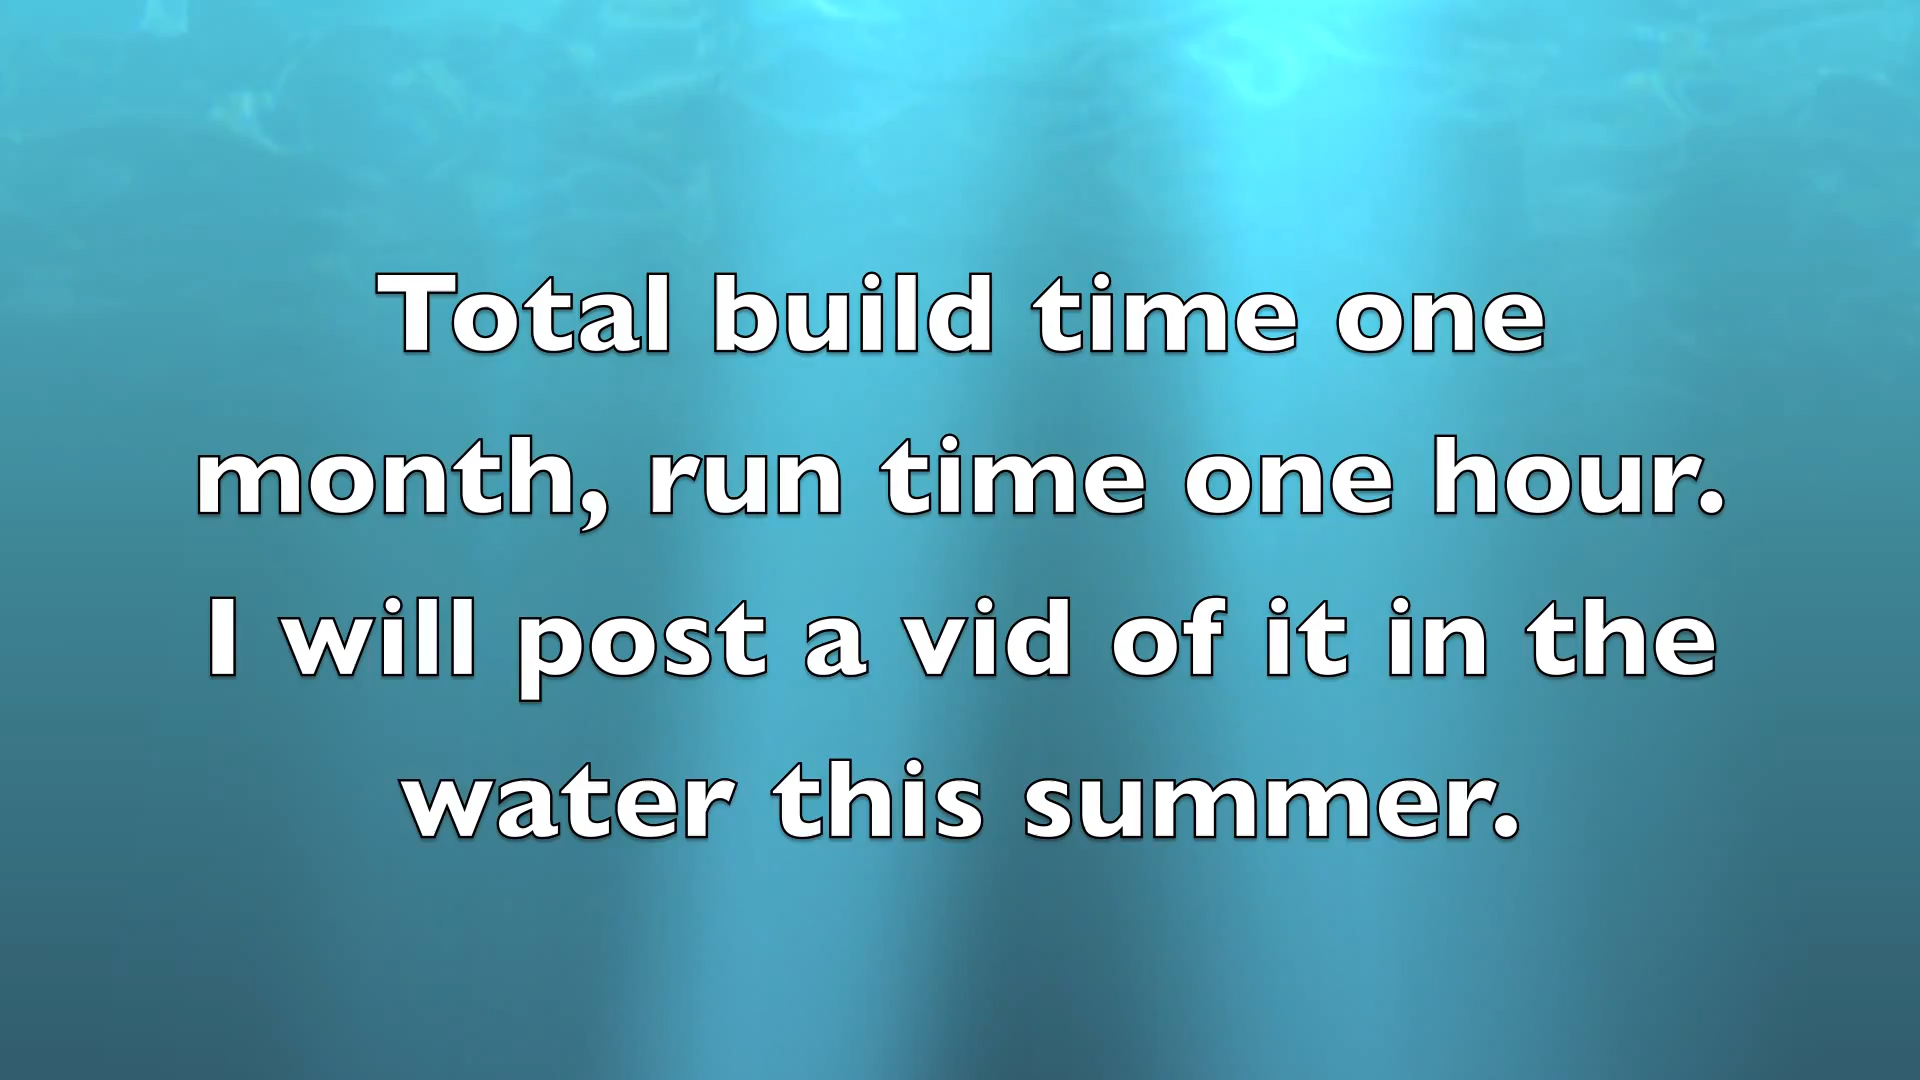 Total build time one
month, run time one hour.
I will post a vid of it in the
water this summer.